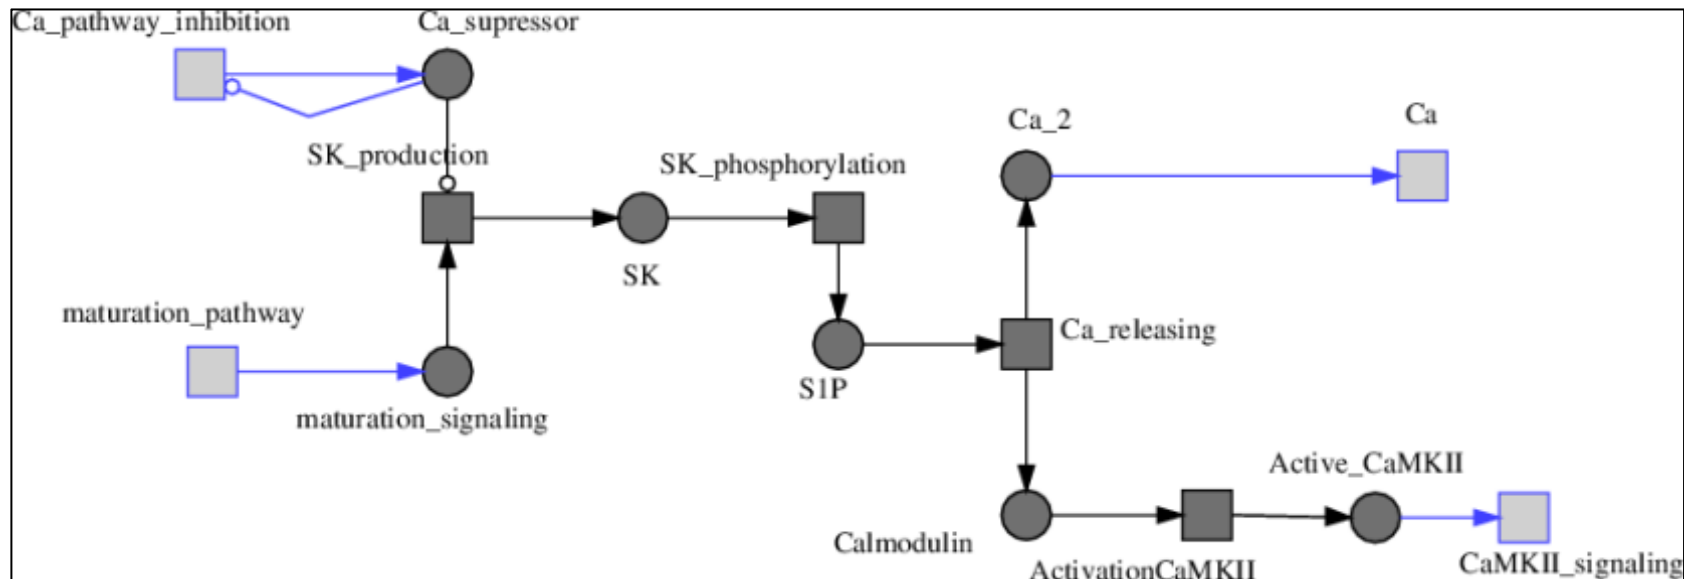 Ca_pathway_inhibition
Ca_supressor
Ca_2
Ca
SK_production
SK_phosphorylation
SK
maturation_pathway
Ca_releasing
S1P
maturation_signaling
Active_CaMKII
Calmodulin
ActivationCaMKII
CaMKII_signaling